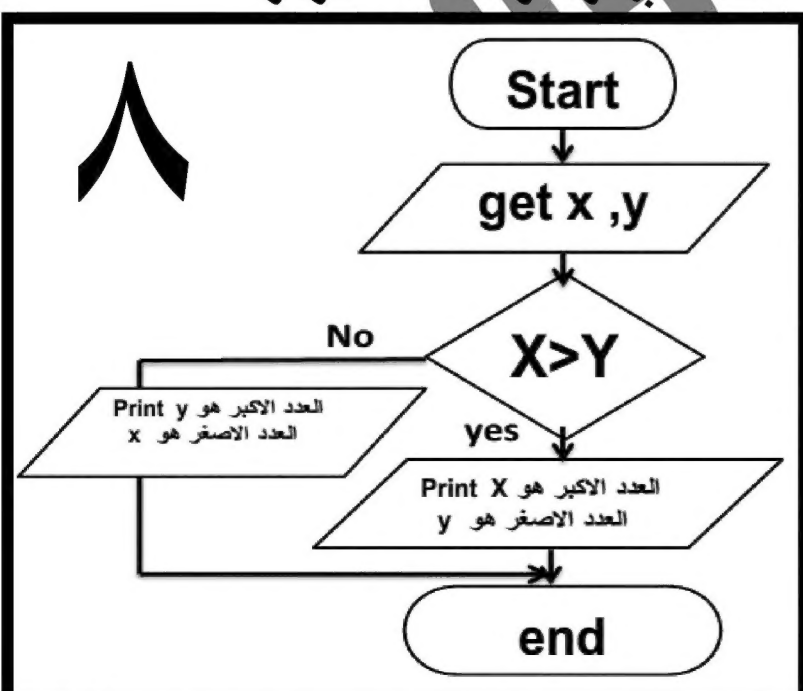 ٨
Start
get x ,y
X>Y
No
yes
Print y العدد الاكبر هو
العدد الاصغر هو x
Print X العدد الاكبر هو
العدد الاصغر هو y
end